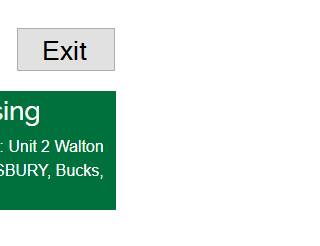 Exit
sing
: Unit 2 Walton
SBURY, Bucks,